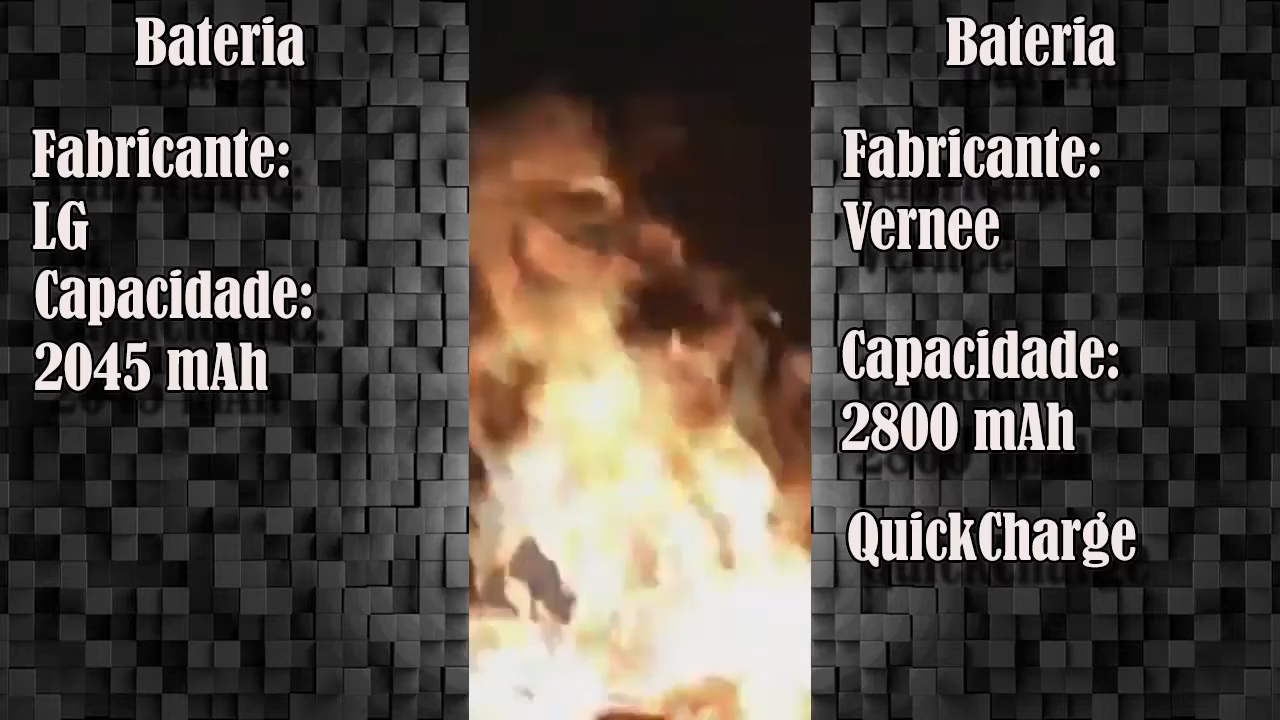 Bateria
Fabricante:
LG
Capacidade:
2045 mAh
Bateria
Fabricante:
Vernee
Capacidade:
2800 mAh
QuickCharge